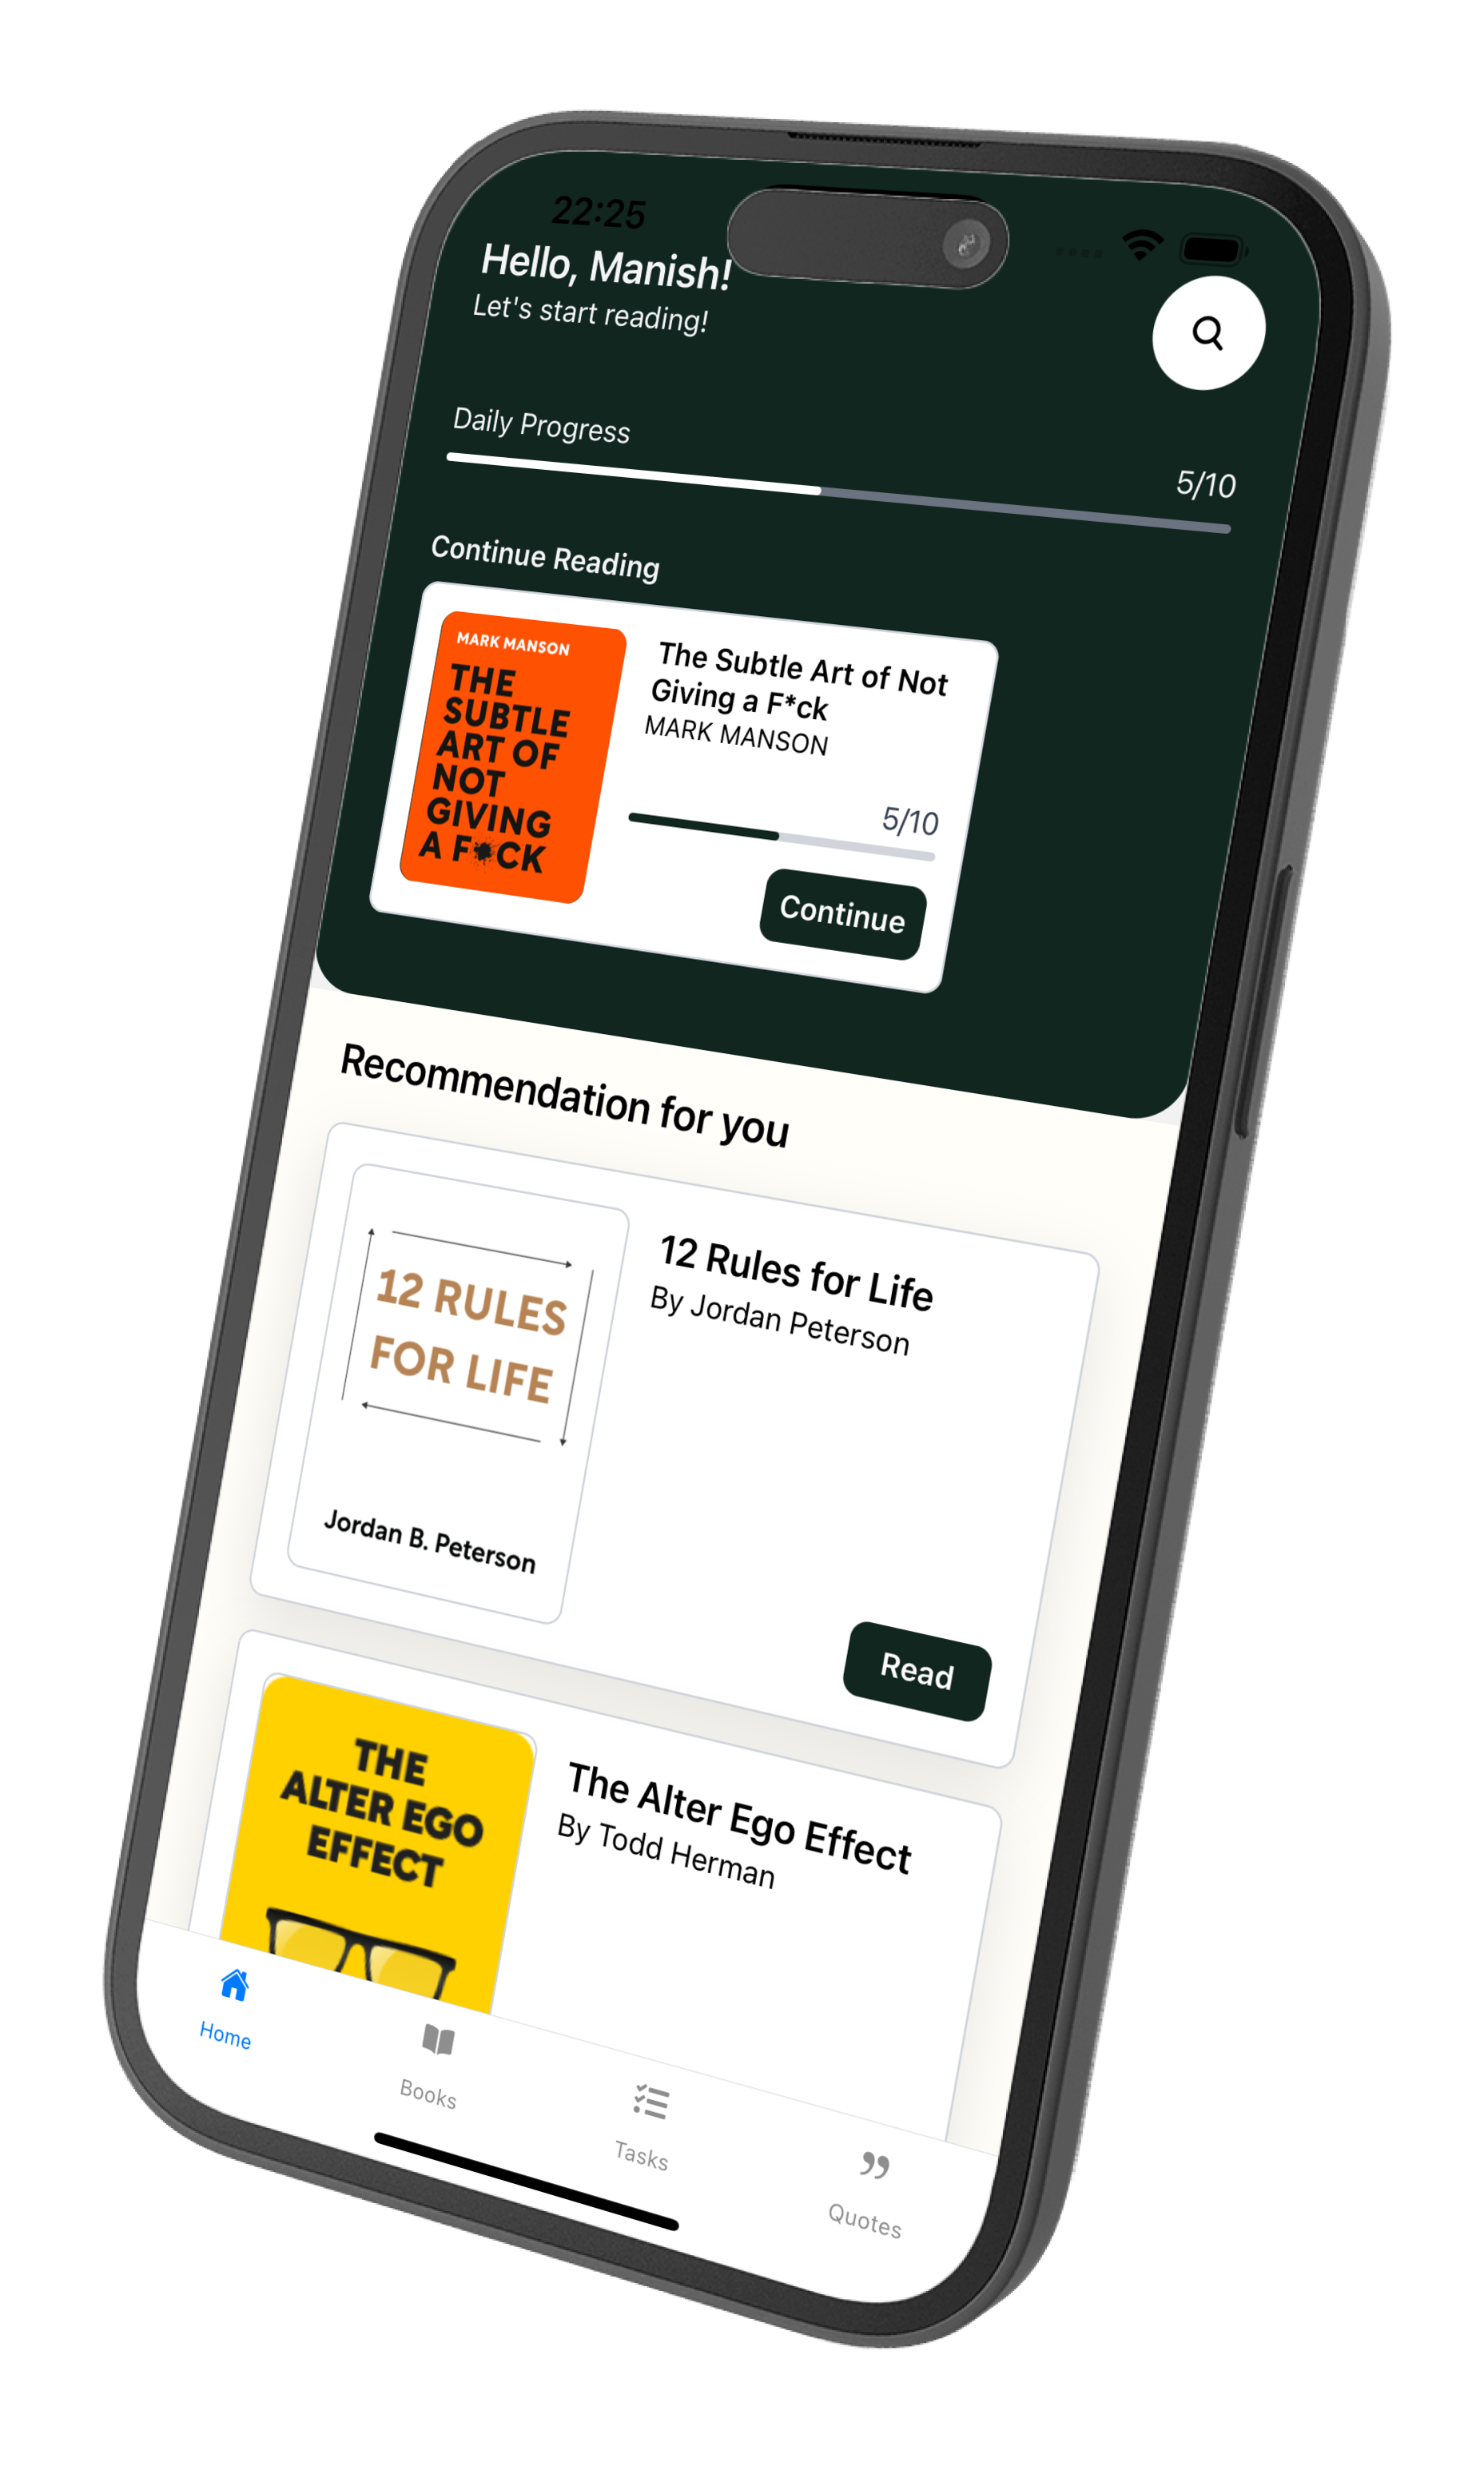 22:25
Hello, Manish!
Let's start reading!
Daily Progress
5/10
Continue Reading
MARK MANSON
THE
SUBTLE
ART OF
NOT
GIVING
A F*CK
The Subtle Art of Not
Giving a F*ck
MARK MANSON
5/10
Continue
Recommendation for you
12 RULES
FOR LIFE
Jordan B. Peterson
12 Rules for Life
By Jordan Peterson
Read
THE
ALTER EGO
EFFECT
The Alter Ego Effect
By Todd Herman
Home
Books
Tasks
Quotes